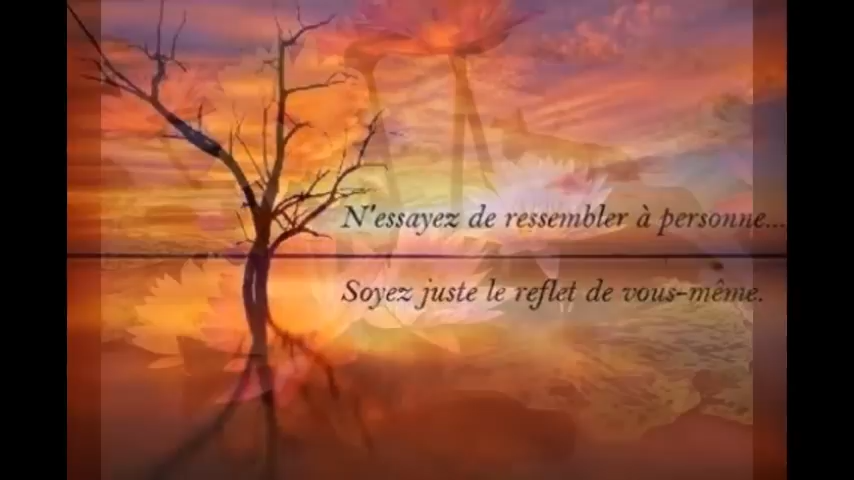 N'essayez de ressembler à personne...
Soyez juste le reflet de vous-même.